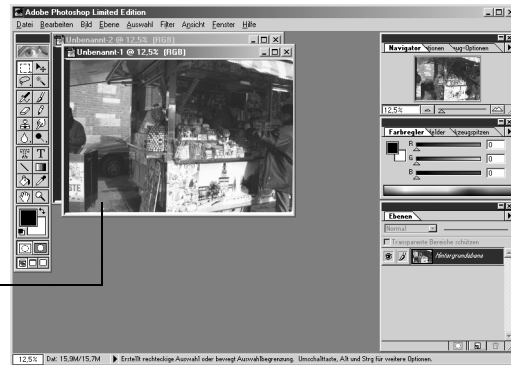 Adobe Photoshop Limited Edition
Datei Bearbeiten Bild Ebene Auswahl Filter Ansicht Fenster Hilfe
Unbenannt-2 @ 12,5% (RGB)
Unbenannt-1 @ 12,5% (RGB)
Navigator
12,5%
Farbregler
R 0
G 0
B 0
Ebenen
Normal
Transparente Bereiche schützen
Hintergrundebene
12,5% Dat: 15,9M/15,7M Erstellt rechteckige Auswahl oder bewegt Auswahlbegrenzung. Umschalttaste, Alt und Strg für weitere Optionen.